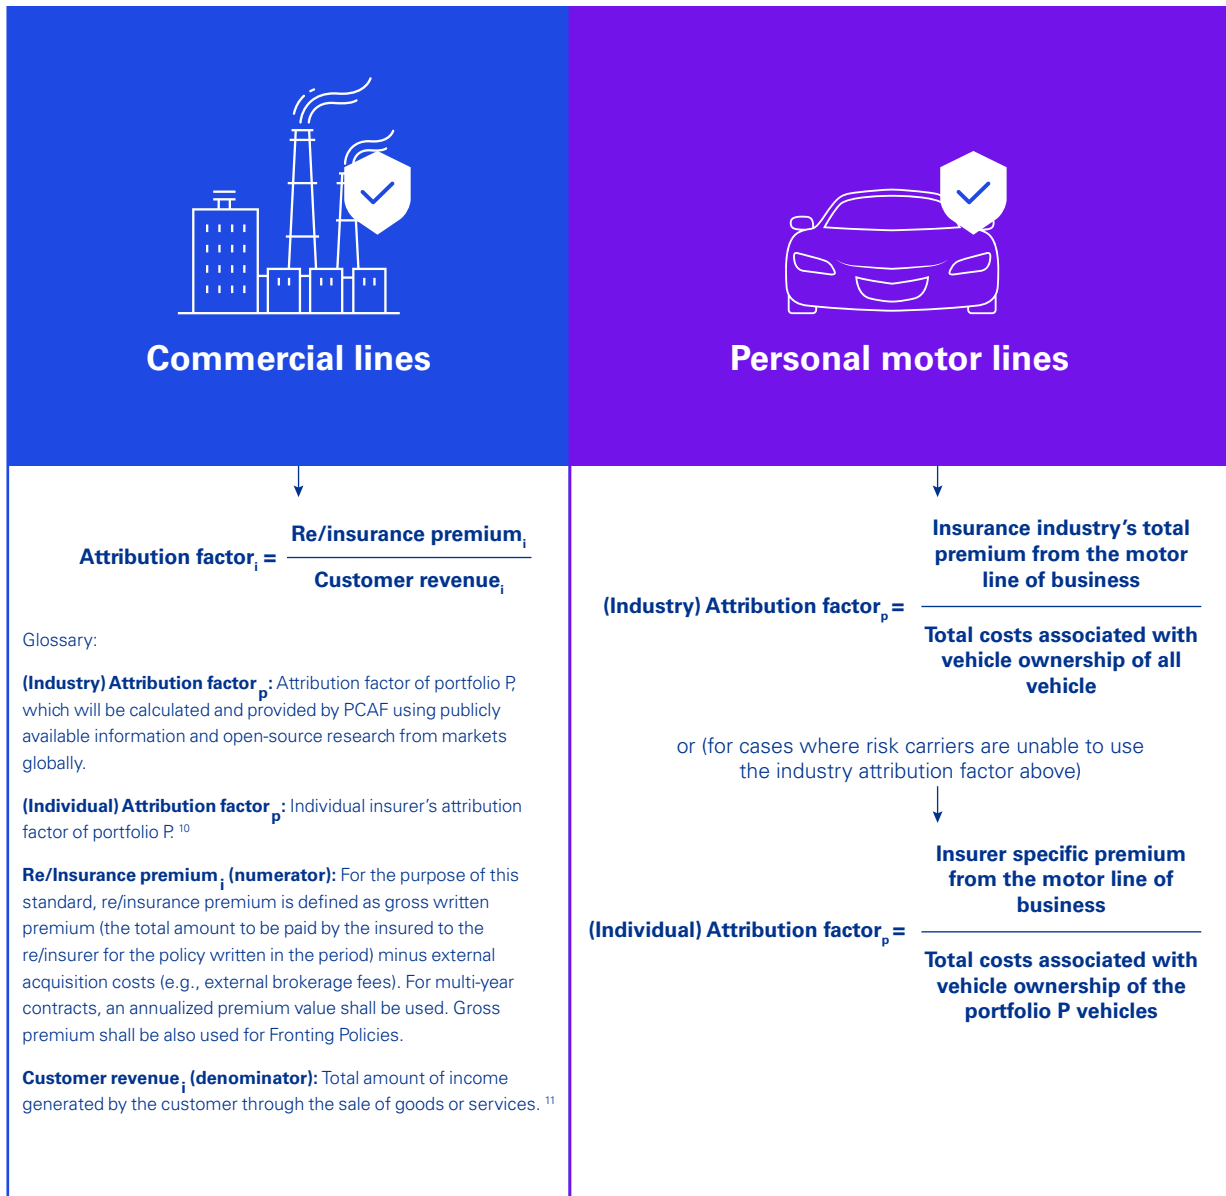 Commercial lines
Attribution factor i = Re/insurance premium i
Customer revenue i
Glossary:
(Industry) Attribution factor p: Attribution factor of portfolio P,
which will be calculated and provided by PCAF using publicly
available information and open-source research from markets
globally.
(Individual) Attribution factor p: Individual insurer's attribution
factor of portfolio P. 10
Re/Insurance premium i (numerator): For the purpose of this
standard, re/insurance premium is defined as gross written
premium (the total amount to be paid by the insured to the
re/insurer for the policy written in the period) minus external
acquisition costs (e.g., external brokerage fees). For multi-year
contracts, an annualized premium value shall be used. Gross
premium shall be also used for Fronting Policies.
Customer revenue i (denominator): Total amount of income
generated by the customer through the sale of goods or services. 11
Personal motor lines
(Industry) Attribution factor p =
Insurance industry's total
premium from the motor
line of business
Total costs associated with
vehicle ownership of all
vehicle
or (for cases where risk carriers are unable to use
the industry attribution factor above)
(Individual) Attribution factor p =
Insurer specific premium
from the motor line of
business
Total costs associated with
vehicle ownership of the
portfolio P vehicles